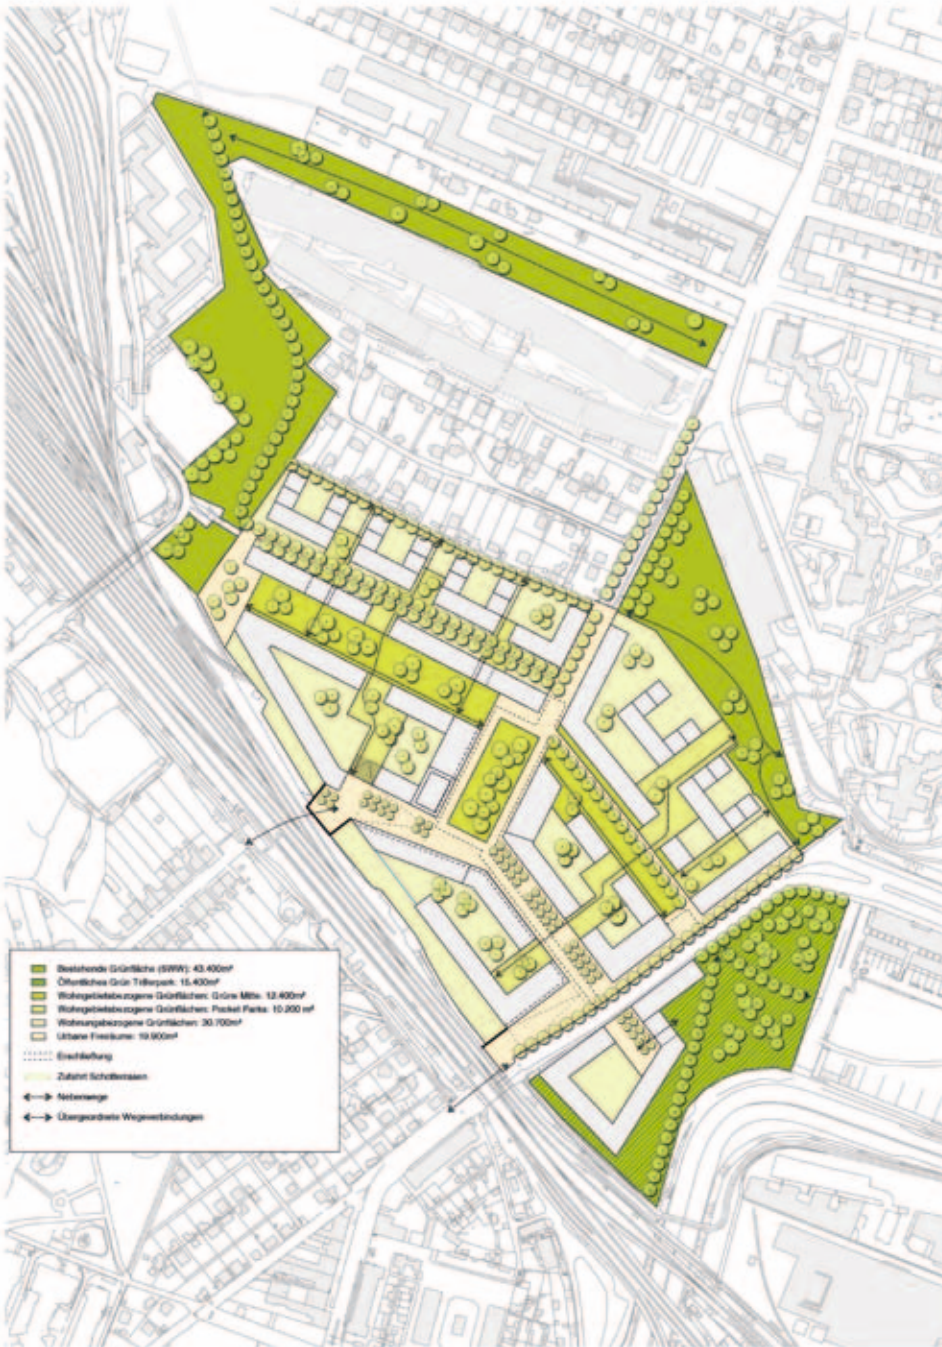 Bestehende Grünfläche (SWW): 43.400m²
Öffentliches Grün Trillerpark: 15.400m²
Wohngebietsbezogene Grünflächen: Grüne Mitte: 12.400m²
Wohngebietsbezogene Grünflächen: Pocket Parks: 10.200 m²
Wohnungsbezogene Grünflächen: 30.700m²
Urbane Freiräume: 19.900m²
Erschließung
Zufahrt Schotterrasen
Nebenwege
Übergeordnete Wegeverbindungen